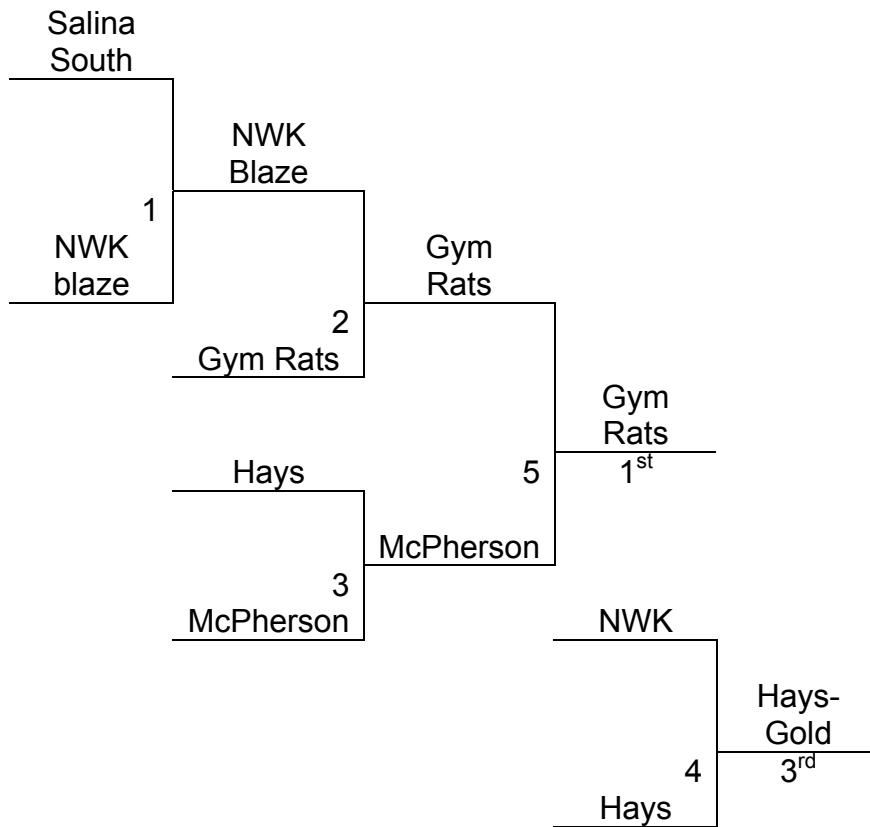 Salina
South
NWK
Blaze
1
NWK
blaze
Gym
Rats
2
Gym Rats
Gym
Rats
1st
Hays
5
McPherson
3
McPherson
NWK
Hays-
Gold
3rd
4
Hays